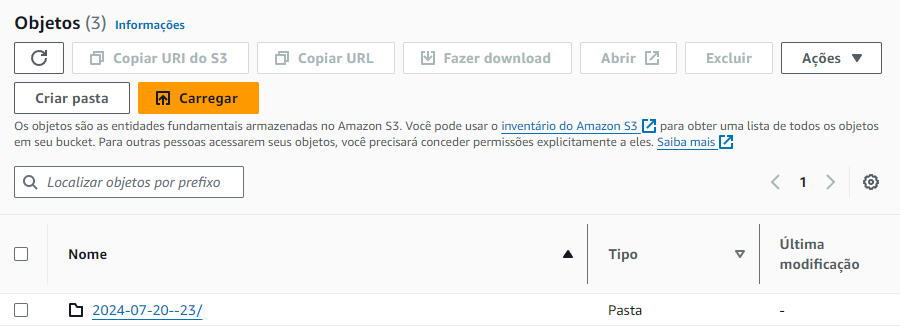 Objetos (3) Informações
Copiar URI do S3 Copiar URL Fazer download Abrir Excluir Ações
Criar pasta Carregar
Os objetos são as entidades fundamentais armazenadas no Amazon S3. Você pode usar o inventário do Amazon S3 para obter uma lista de todos os objetos
em seu bucket. Para outras pessoas acessarem seus objetos, você precisará conceder permissões explicitamente a eles. Saiba mais
Localizar objetos por prefixo 1
Nome Tipo Última
modificação
2024-07-20--23/ Pasta -